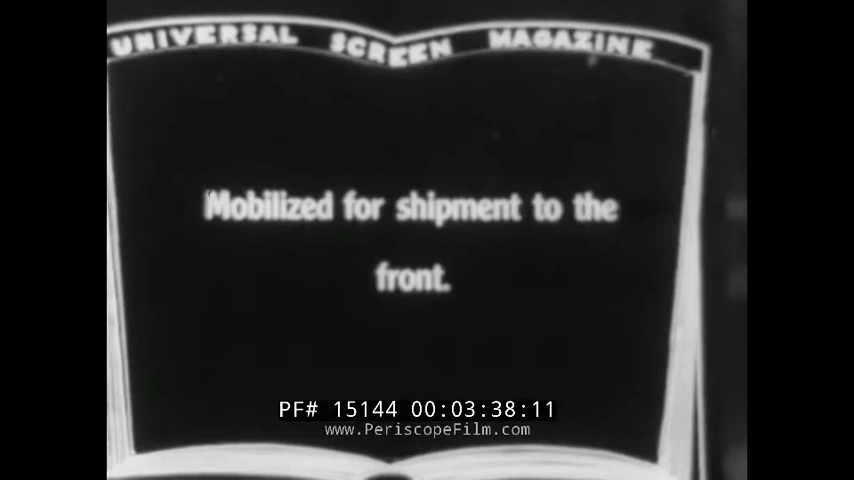 UNIVERSAL SCREEN MAGAZINE
Mobilized for shipment to the
front.
PF# 15144 00:03:38:11
www.PeriscopeFilm.com